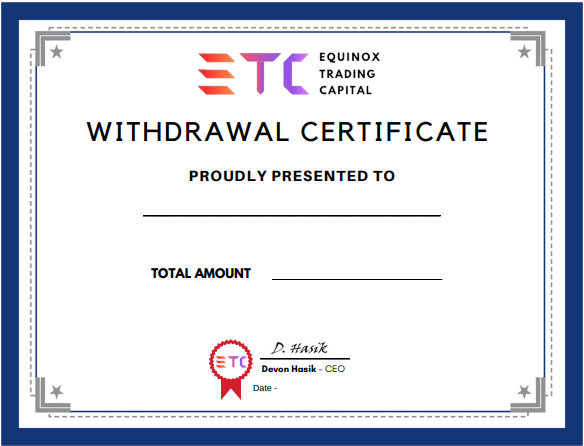 ETC
EQUINOX
TRADING
CAPITAL
WITHDRAWAL CERTIFICATE
PROUDLY PRESENTED TO
TOTAL AMOUNT
D. Hasik
ETC
Devon Hasik - CEO
Date -